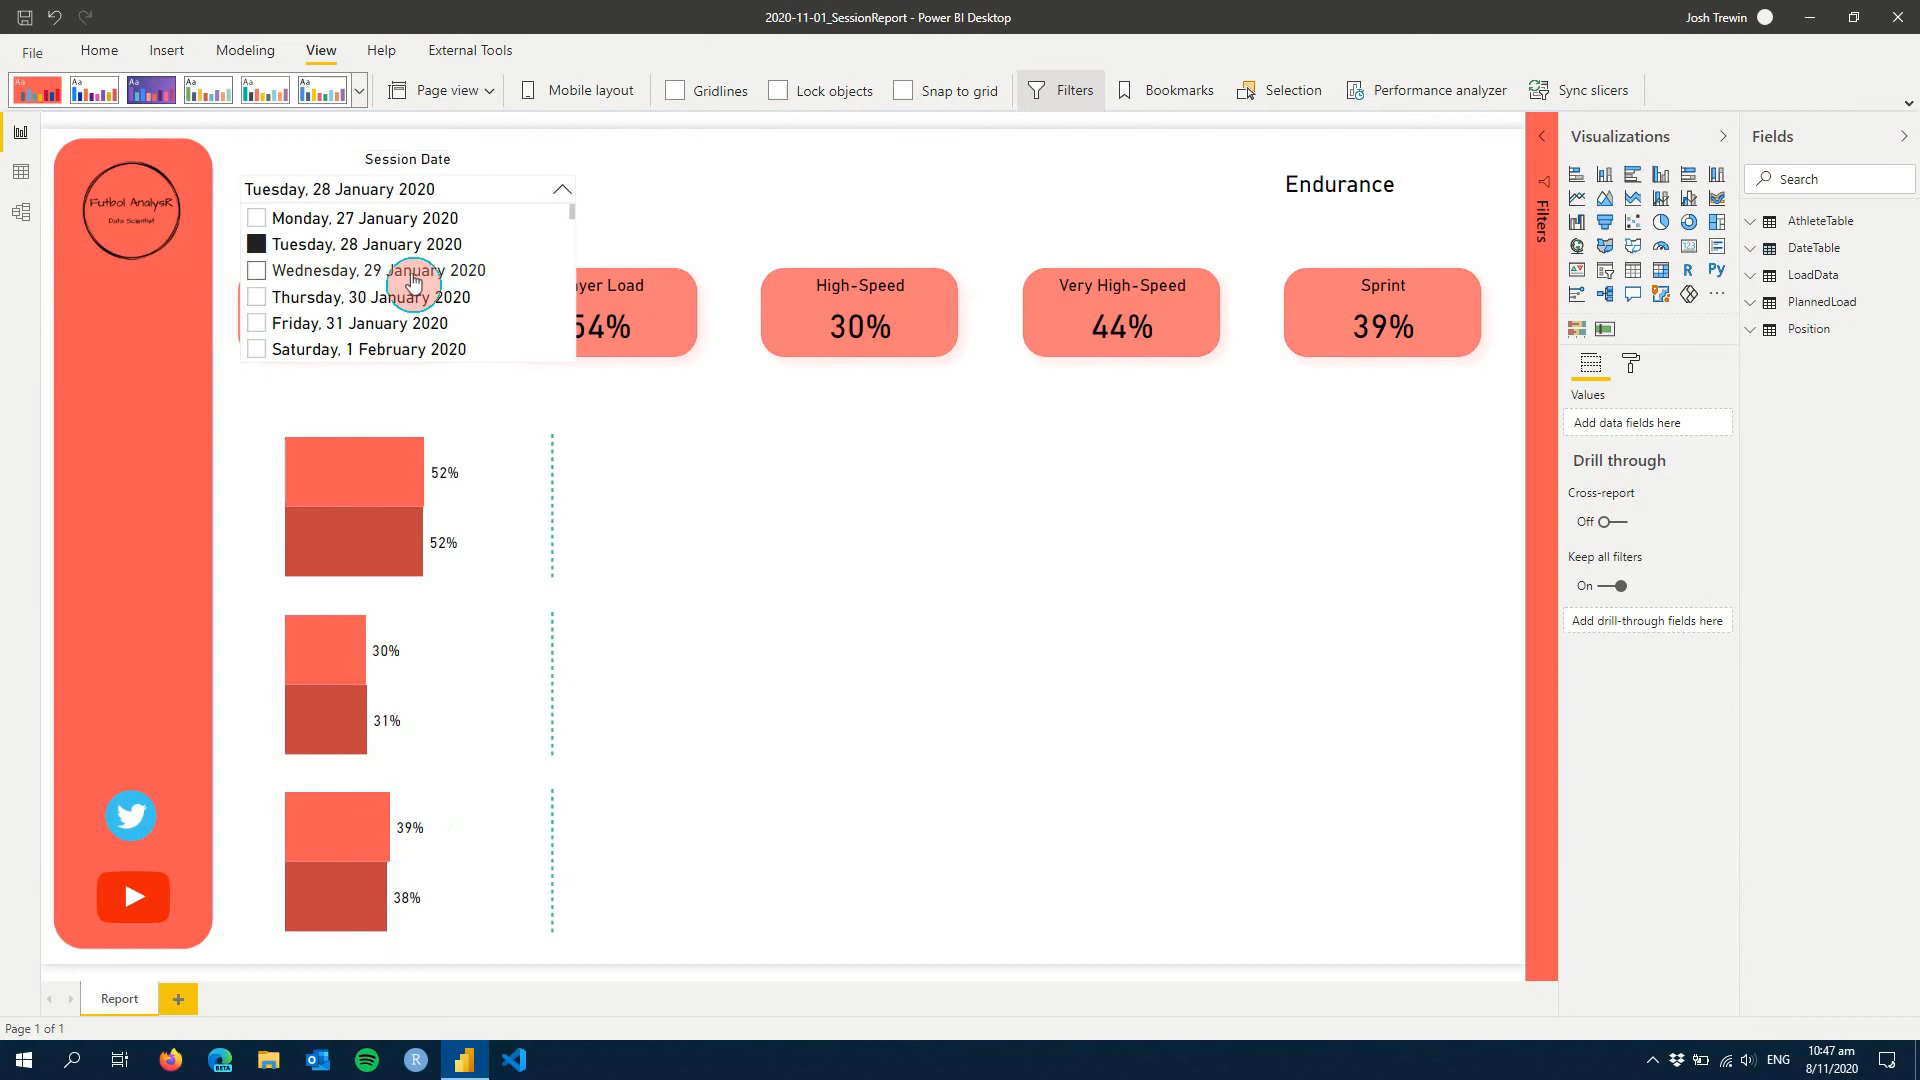 2020-11-01_SessionReport - Power BI Desktop
Josh Trewin
File
Home
Insert
Modeling
View
Help
External Tools
Page view
Mobile layout
Gridlines
Lock objects
Snap to grid
Filters
Bookmarks
Selection
Performance analyzer
Sync slicers
Futbol AnalysR
Data Scientist
Session Date
Tuesday, 28 January 2020
Monday, 27 January 2020
Tuesday, 28 January 2020
Wednesday, 29 January 2020
Thursday, 30 January 2020
Friday, 31 January 2020
Saturday, 1 February 2020
Endurance
ayer Load
54%
High-Speed
30%
Very High-Speed
44%
Sprint
39%
52%
52%
30%
31%
39%
38%
Filters
Visualizations
Values
Add data fields here
Drill through
Cross-report
Off
Keep all filters
On
Add drill-through fields here
Fields
Search
AthleteTable
DateTable
LoadData
PlannedLoad
Position
Report
Page 1 of 1
ENG
10:47 am
8/11/2020